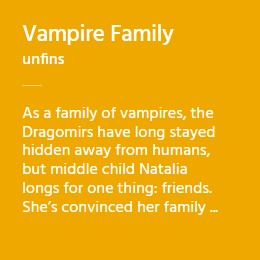 Vampire Family
unfins
As a family of vampires, the
Dragomirs have long stayed
hidden away from humans,
but middle child Natalia
longs for one thing: friends.
She’s convinced her family ...